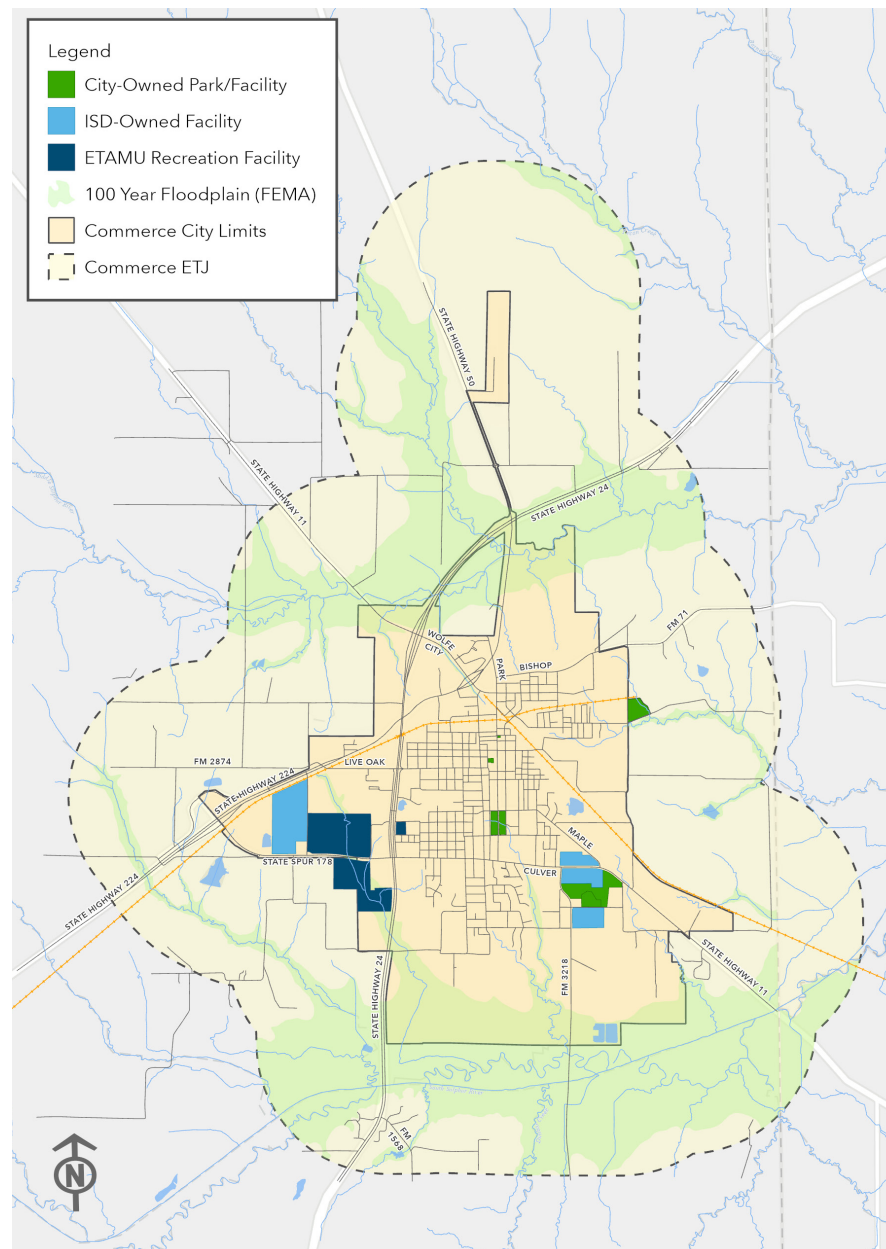 Legend
City-Owned Park/Facility
ISD-Owned Facility
ETAMU Recreation Facility
100 Year Floodplain (FEMA)
Commerce City Limits
Commerce ETJ
STATE HIGHWAY 50
STATE HIGHWAY 11
STATE HIGHWAY 24
WOLFE
CITY
PARK
BISHOP
FM 71
FM 2874
LIVE OAK
STATE HIGHWAY 224
MAPLE
STATE SPUR 178
CULVER
STATE HIGHWAY 224
STATE HIGHWAY 24
FM 3218
STATE HIGHWAY 11
FM
1568
N